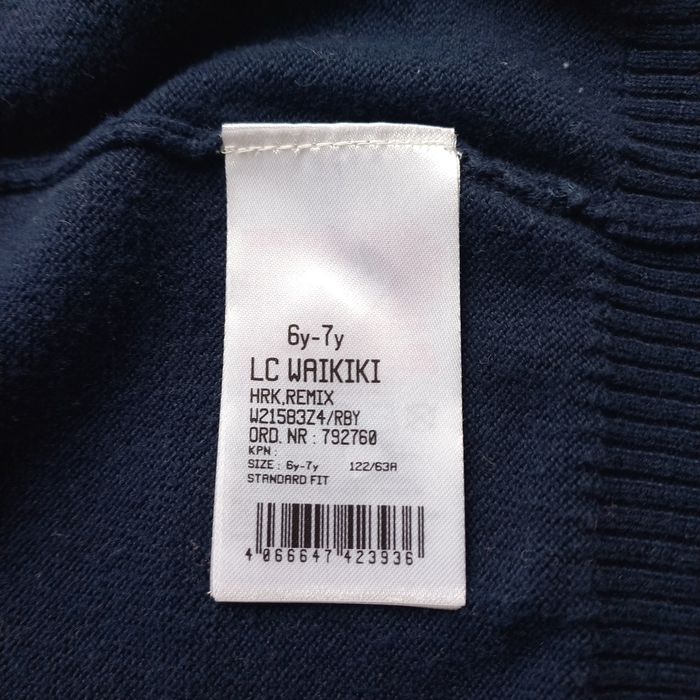 6y-7y
LC WAIKIKI
HRK,REMIX
W21583Z4/RBY
ORD. NR : 792760
KPN :
SIZE : 6y-7y 122/63A
STANDARD FIT
4 066647 423936